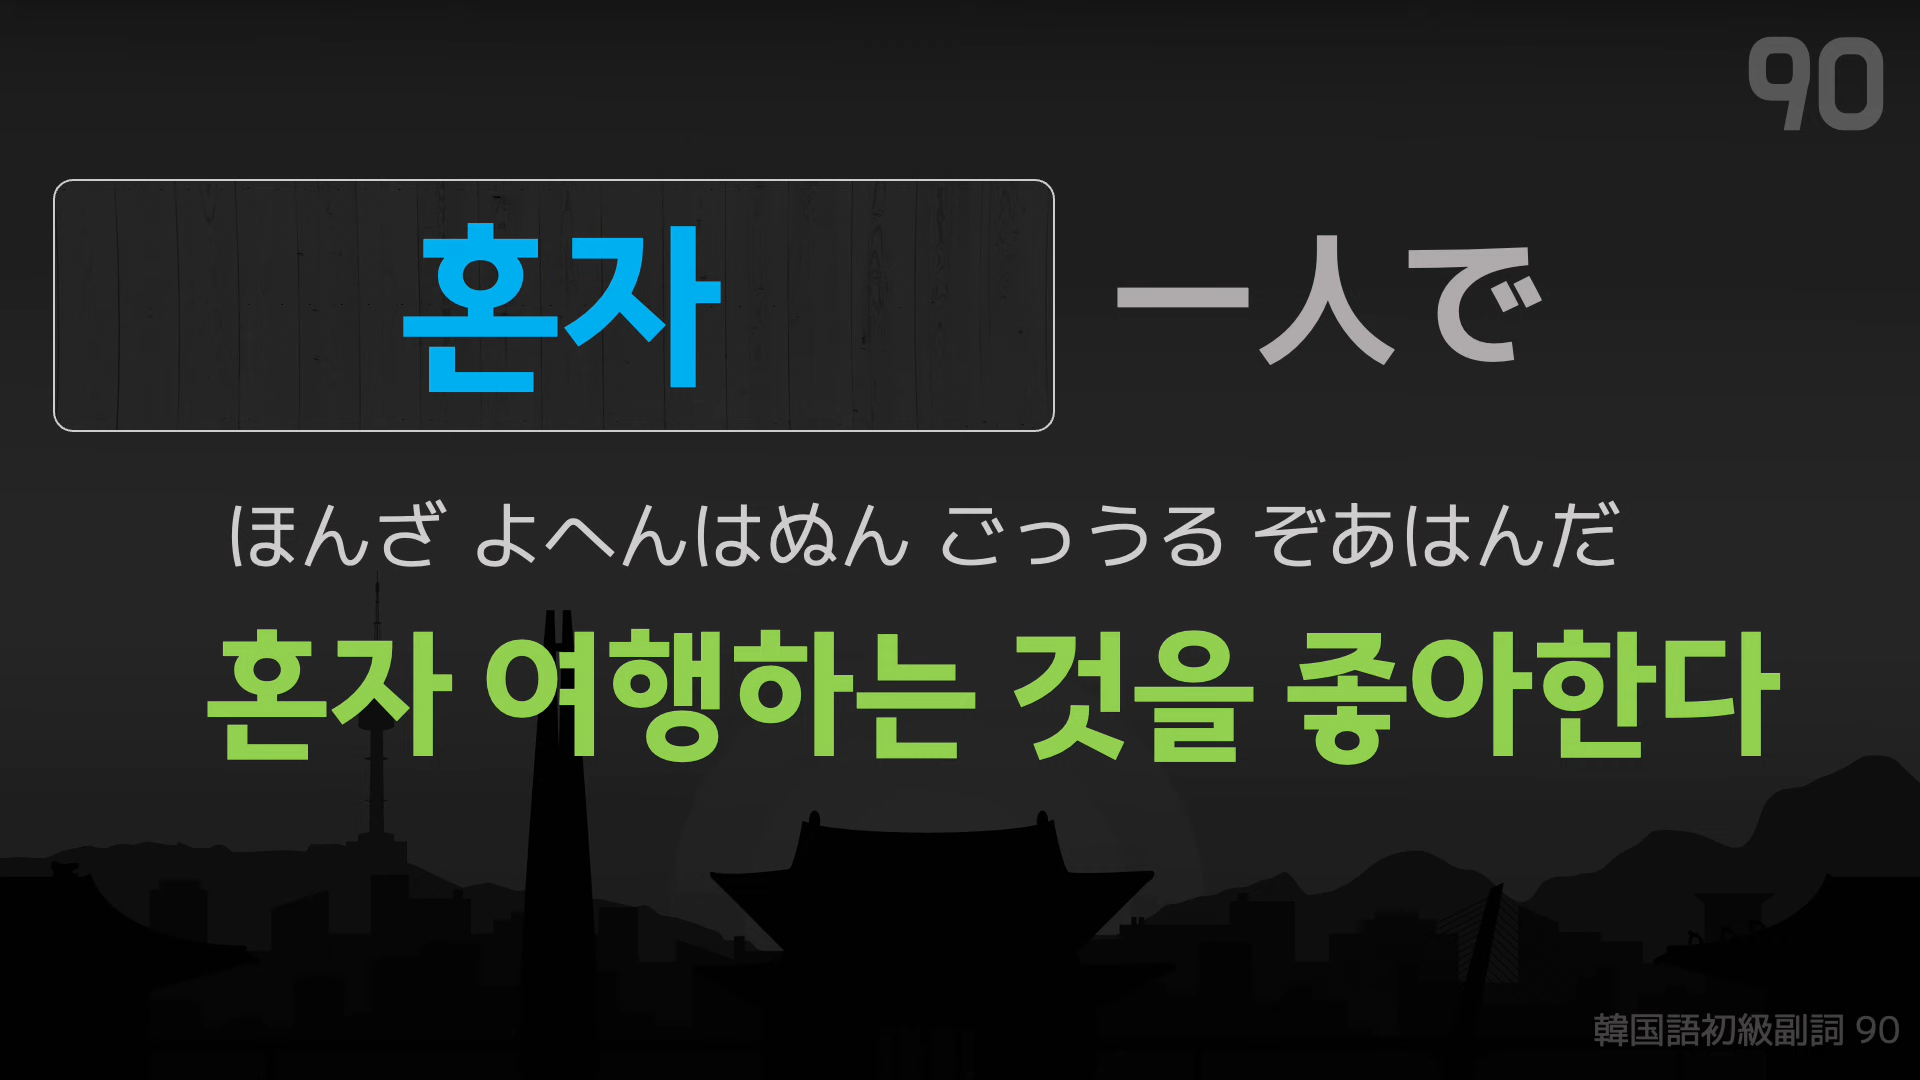 90
혼자
一人で
ほんざ よへんはぬん ごっうる ぞあはんだ
혼자 여행하는 것을 좋아한다
韓国語初級副詞 90